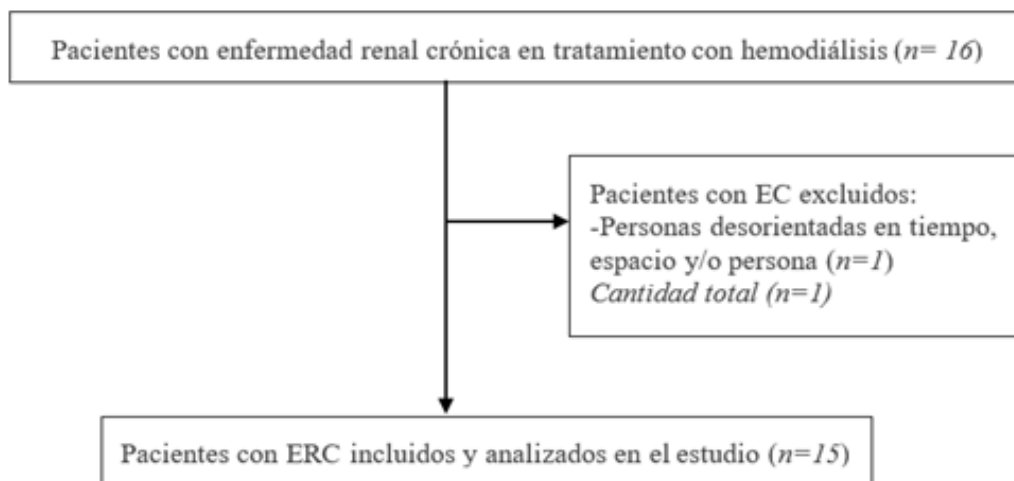 Pacientes con enfermedad renal crónica en tratamiento con hemodiálisis (n= 16)
Pacientes con EC excluidos:
-Personas desorientadas en tiempo,
espacio y/o persona (n=1)
Cantidad total (n=1)
Pacientes con ERC incluidos y analizados en el estudio (n=15)